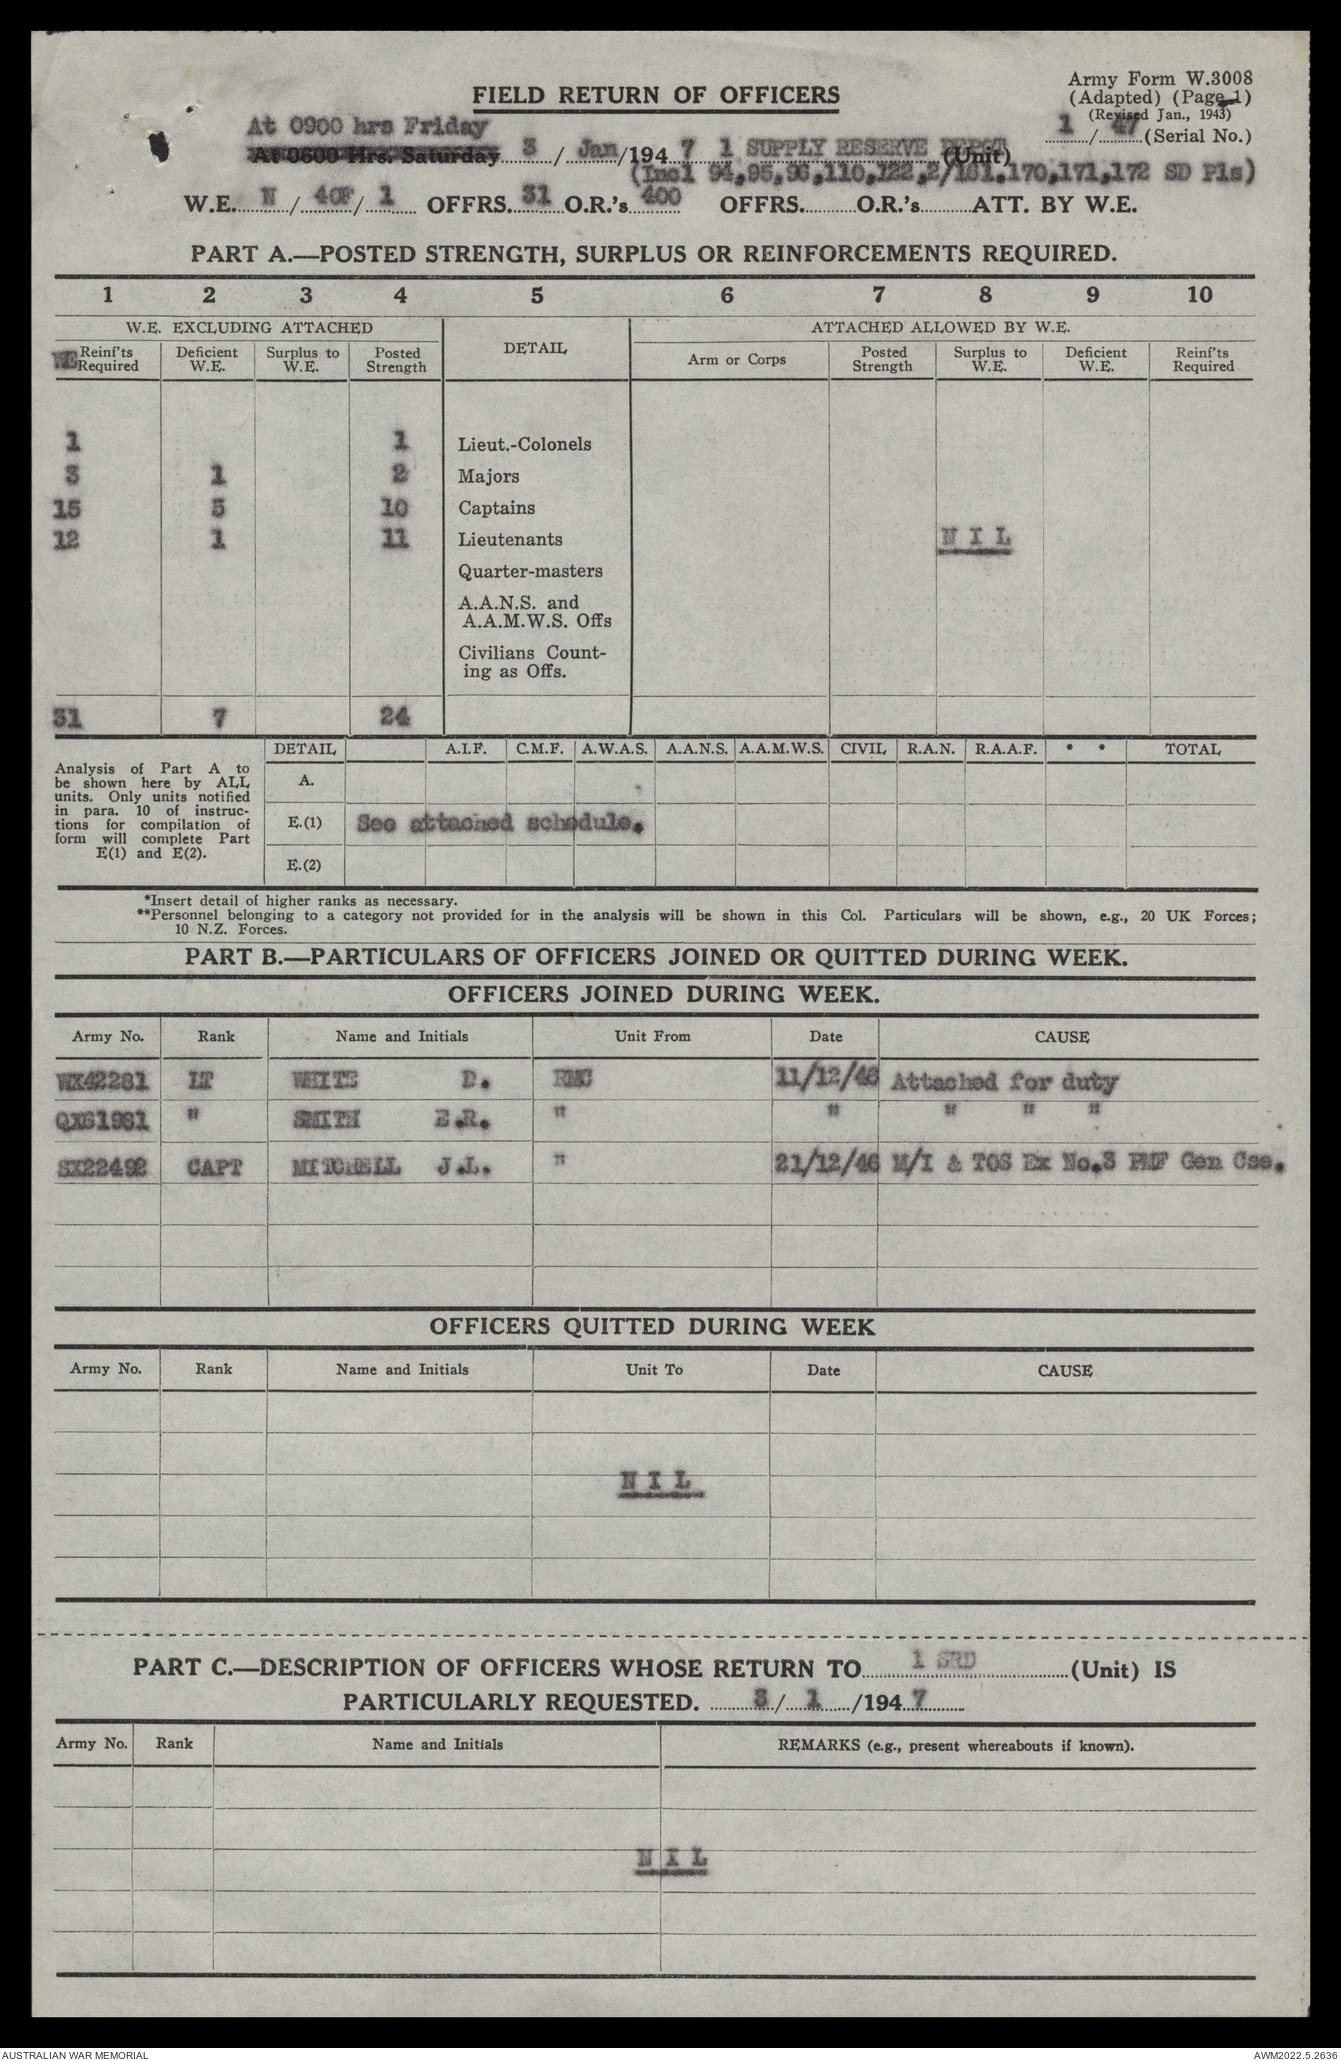 Army Form W.3008
(Adapted) (Page 1)
(Revised Jan., 1943)
1 / 47 (Serial No.)
FIELD RETURN OF OFFICERS
At 0900 hrs Friday
At 0600 Hrs. Saturday 3 / Jan /194 7 1 SUPPLY RESERVE DEPOT (Unit)
(Incl 94,95,96,110,122,2/161.170,171,172 SD Pls)
W.E. N / 40F / 1 OFFRS. 31 O.R.'s 400 OFFRS. O.R.'s ATT. BY W.E.
PART A.—POSTED STRENGTH, SURPLUS OR REINFORCEMENTS REQUIRED.
1 2 3 4 5 6 7 8 9 10
W.E. EXCLUDING ATTACHED DETAIL ATTACHED ALLOWED BY W.E.
WE Reinf'ts Required Deficient W.E. Surplus to W.E. Posted Strength Arm or Corps Posted Strength Surplus to W.E. Deficient W.E. Reinf'ts Required
1 1 Lieut.-Colonels
3 1 2 Majors
15 5 10 Captains
12 1 11 Lieutenants N I L
Quarter-masters
A.A.N.S. and
A.A.M.W.S. Offs
Civilians Count-
ing as Offs.
31 7 24
DETAIL A.I.F. C.M.F. A.W.A.S. A.A.N.S. A.A.M.W.S. CIVIL R.A.N. R.A.A.F. * * TOTAL
Analysis of Part A to
be shown here by ALL
units. Only units notified
in para. 10 of instruc-
tions for compilation of
form will complete Part
E(1) and E(2).
A.
E.(1) See attached schedule.
E.(2)
*Insert detail of higher ranks as necessary.
**Personnel belonging to a category not provided for in the analysis will be shown in this Col. Particulars will be shown, e.g., 20 UK Forces;
10 N.Z. Forces.
PART B.—PARTICULARS OF OFFICERS JOINED OR QUITTED DURING WEEK.
OFFICERS JOINED DURING WEEK.
Army No. Rank Name and Initials Unit From Date CAUSE
WX42281 LT WHITE D. RMC 11/12/46 Attached for duty
QX61981 " SMITH E.R. " " " " "
SX22492 CAPT MITCHELL J.L. " 21/12/46 M/I & TOS Ex No.3 PMF Gen Cse.
OFFICERS QUITTED DURING WEEK
Army No. Rank Name and Initials Unit To Date CAUSE
N I L
PART C.—DESCRIPTION OF OFFICERS WHOSE RETURN TO 1 SRD (Unit) IS
PARTICULARLY REQUESTED. 3 / 1 /194 7
Army No. Rank Name and Initials REMARKS (e.g., present whereabouts if known).
N I L
AUSTRALIAN WAR MEMORIAL AWM2022.5.2636